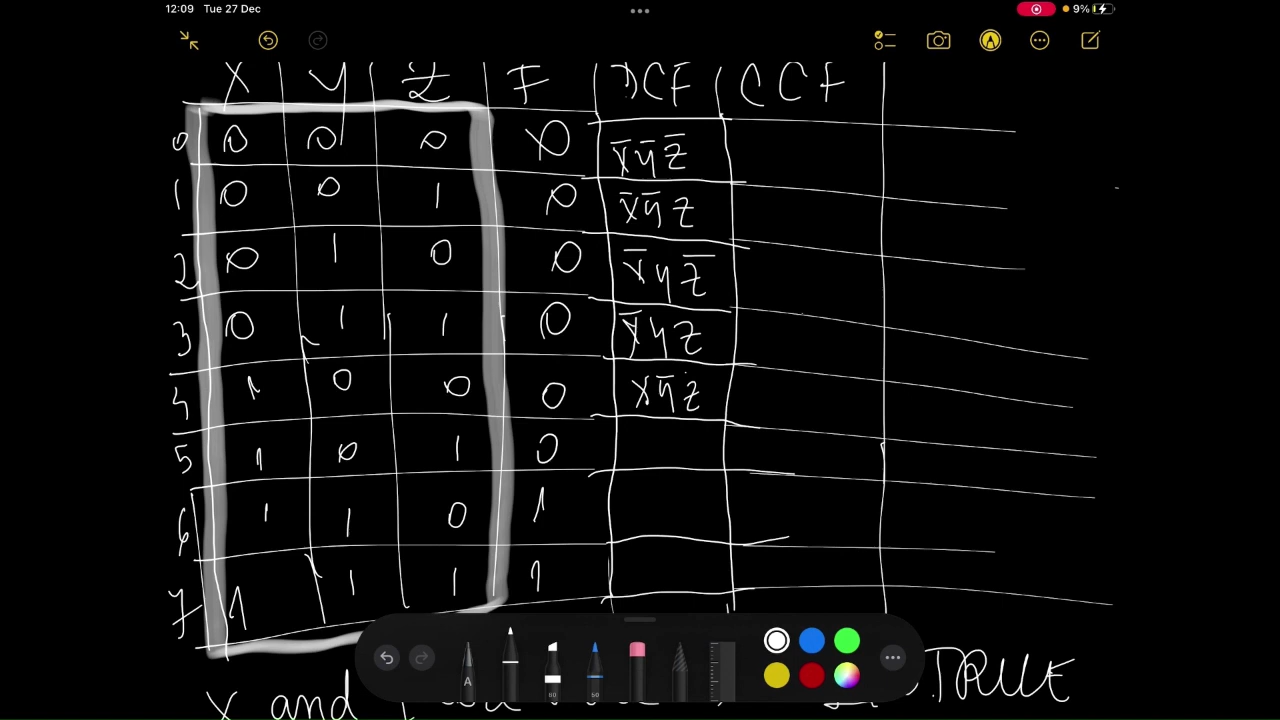 12:09 Tue 27 Dec
9%
X Y Z F DCF CCF
0 0 0 0 0 x̄ȳz̄
1 0 0 1 0 x̄ȳz
2 0 1 0 0 x̄yz̄
3 0 1 1 0 x̄yz
4 1 0 0 0 xȳz
5 1 0 1 0
6 1 1 0 1
7 1 1 1 1
X and TRUE
A 80 50